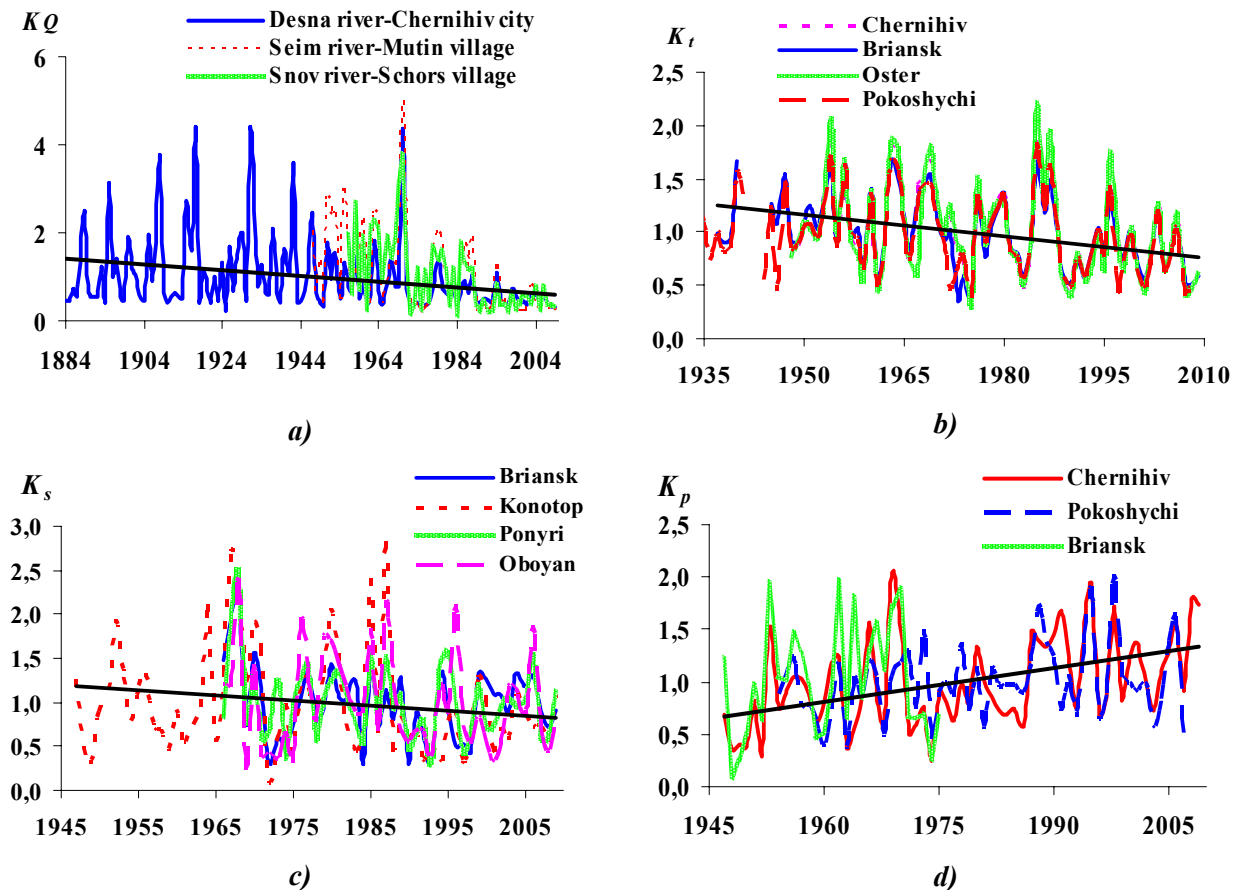 KQ
Desna river-Chernihiv city
Seim river-Mutin village
Snov river-Schors village
6
4
2
0
1884 1904 1924 1944 1964 1984 2004
a)
K t
Chernihiv
Briansk
Oster
Pokoshychi
2,5
2,0
1,5
1,0
0,5
0,0
1935 1950 1965 1980 1995 2010
b)
K s
Briansk
Konotop
Ponyri
Oboyan
3,0
2,5
2,0
1,5
1,0
0,5
0,0
1945 1955 1965 1975 1985 1995 2005
c)
K p
Chernihiv
Pokoshychi
Briansk
2,5
2,0
1,5
1,0
0,5
0,0
1945 1960 1975 1990 2005
d)